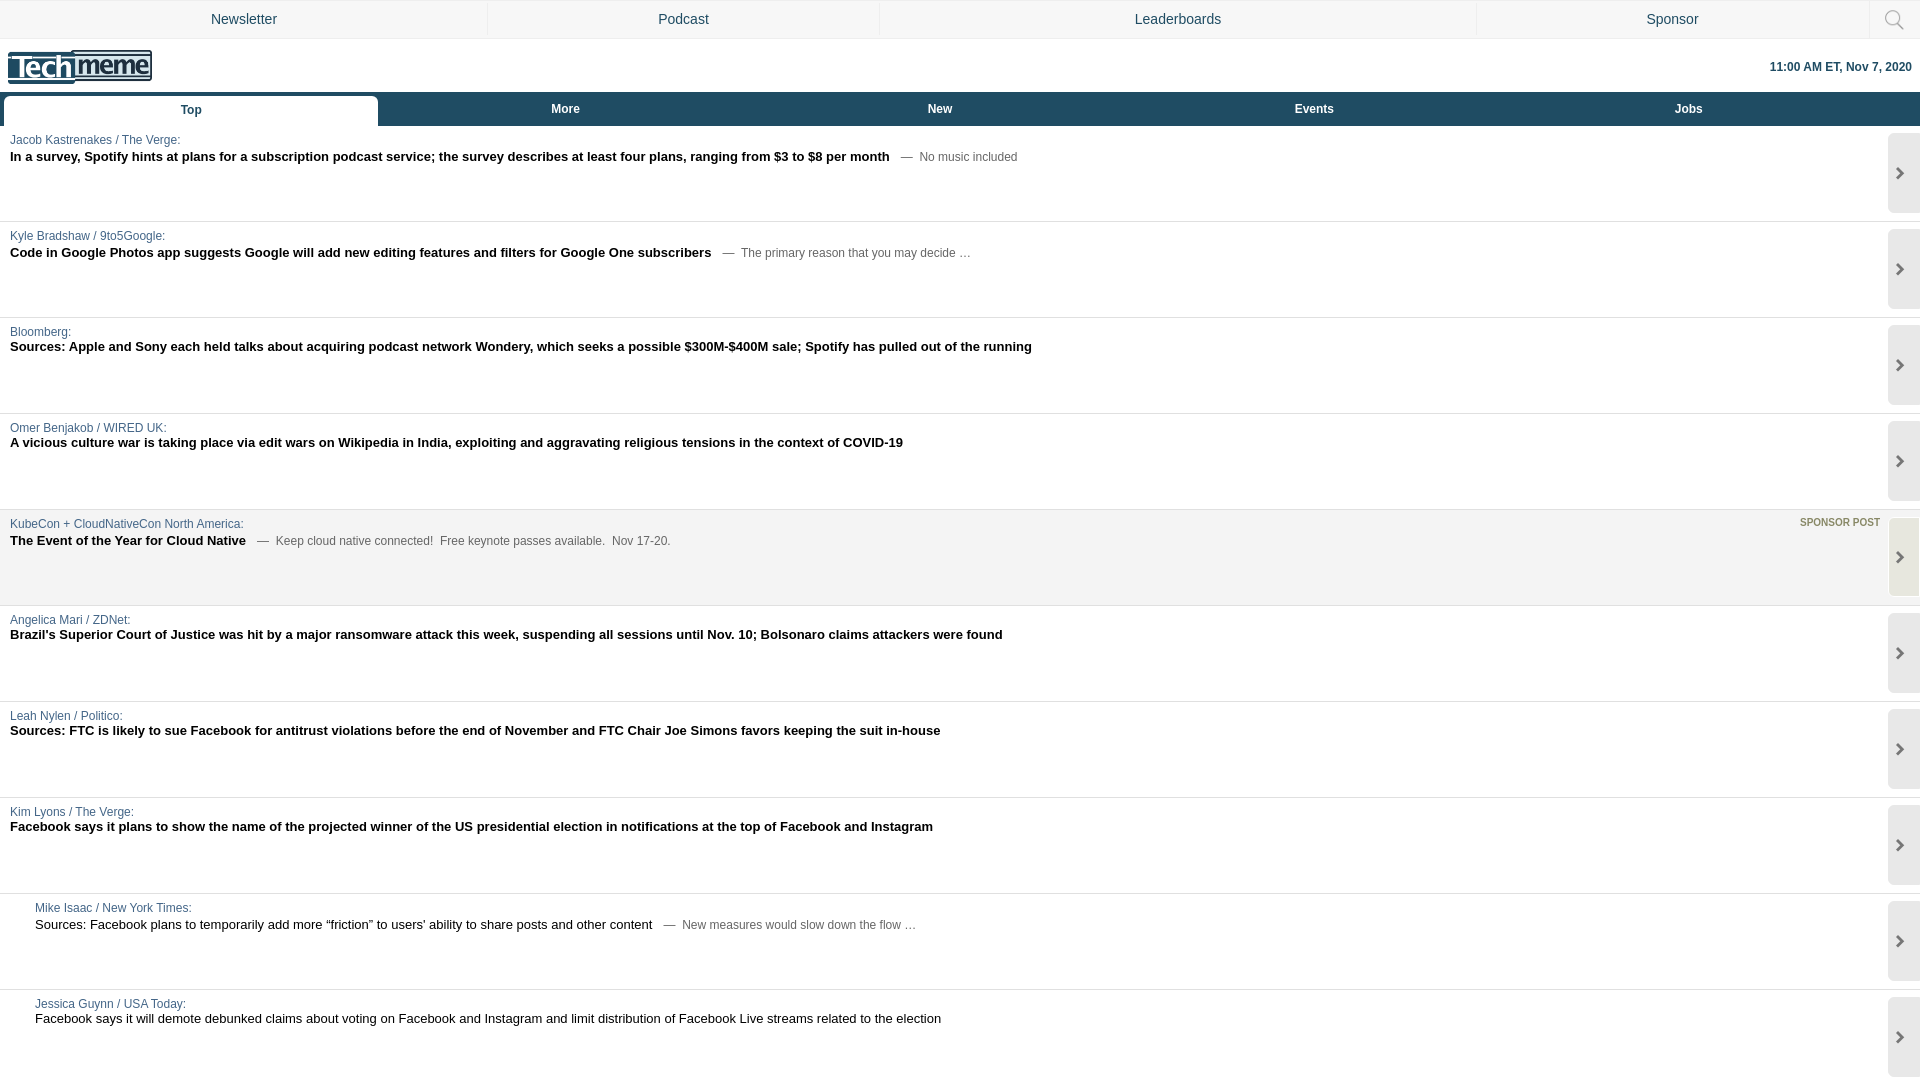 Newsletter
Podcast
Leaderboards
Sponsor
Techmeme
11:00 AM ET, Nov 7, 2020
Top
More
New
Events
Jobs
Jacob Kastrenakes / The Verge:
In a survey, Spotify hints at plans for a subscription podcast service; the survey describes at least four plans, ranging from $3 to $8 per month — No music included
Kyle Bradshaw / 9to5Google:
Code in Google Photos app suggests Google will add new editing features and filters for Google One subscribers — The primary reason that you may decide …
Bloomberg:
Sources: Apple and Sony each held talks about acquiring podcast network Wondery, which seeks a possible $300M-$400M sale; Spotify has pulled out of the running
Omer Benjakob / WIRED UK:
A vicious culture war is taking place via edit wars on Wikipedia in India, exploiting and aggravating religious tensions in the context of COVID-19
KubeCon + CloudNativeCon North America:
SPONSOR POST
The Event of the Year for Cloud Native — Keep cloud native connected! Free keynote passes available. Nov 17-20.
Angelica Mari / ZDNet:
Brazil's Superior Court of Justice was hit by a major ransomware attack this week, suspending all sessions until Nov. 10; Bolsonaro claims attackers were found
Leah Nylen / Politico:
Sources: FTC is likely to sue Facebook for antitrust violations before the end of November and FTC Chair Joe Simons favors keeping the suit in-house
Kim Lyons / The Verge:
Facebook says it plans to show the name of the projected winner of the US presidential election in notifications at the top of Facebook and Instagram
Mike Isaac / New York Times:
Sources: Facebook plans to temporarily add more “friction” to users' ability to share posts and other content — New measures would slow down the flow …
Jessica Guynn / USA Today:
Facebook says it will demote debunked claims about voting on Facebook and Instagram and limit distribution of Facebook Live streams related to the election